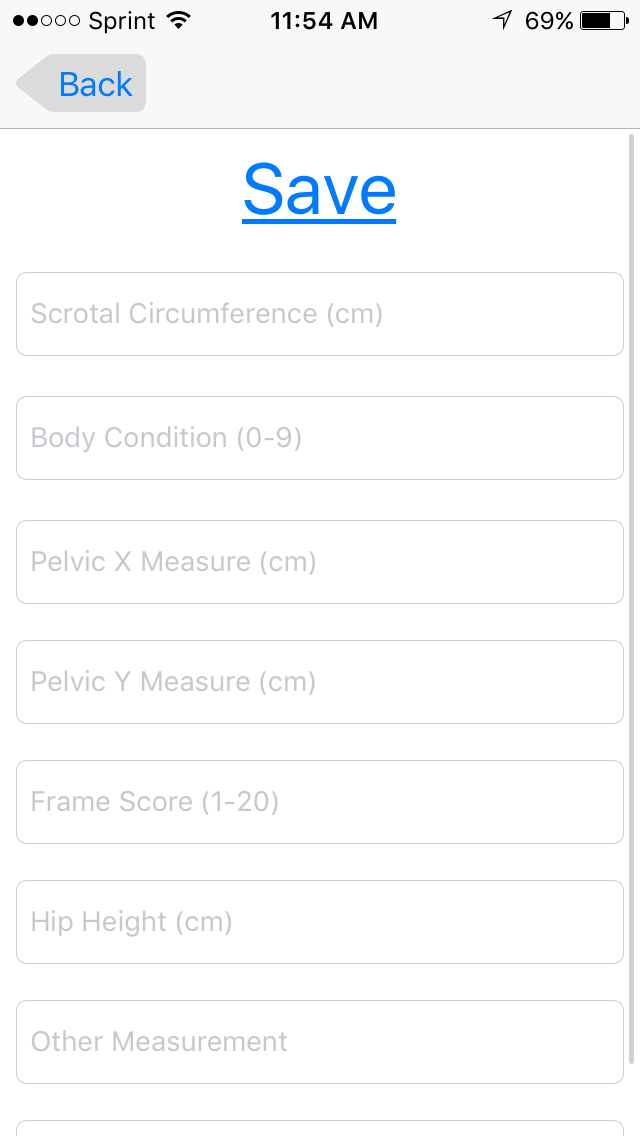 Sprint 11:54 AM 69%
Back
Save
Scrotal Circumference (cm)
Body Condition (0-9)
Pelvic X Measure (cm)
Pelvic Y Measure (cm)
Frame Score (1-20)
Hip Height (cm)
Other Measurement